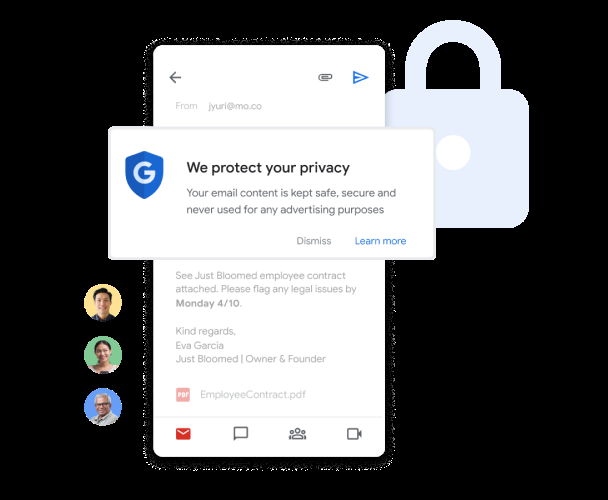 From jyuri@mo.co
G
We protect your privacy
Your email content is kept safe, secure and
never used for any advertising purposes
Dismiss Learn more
See Just Bloomed employee contract
attached. Please flag any legal issues by
Monday 4/10.
Kind regards,
Eva Garcia
Just Bloomed | Owner & Founder
PDF EmployeeContract.pdf